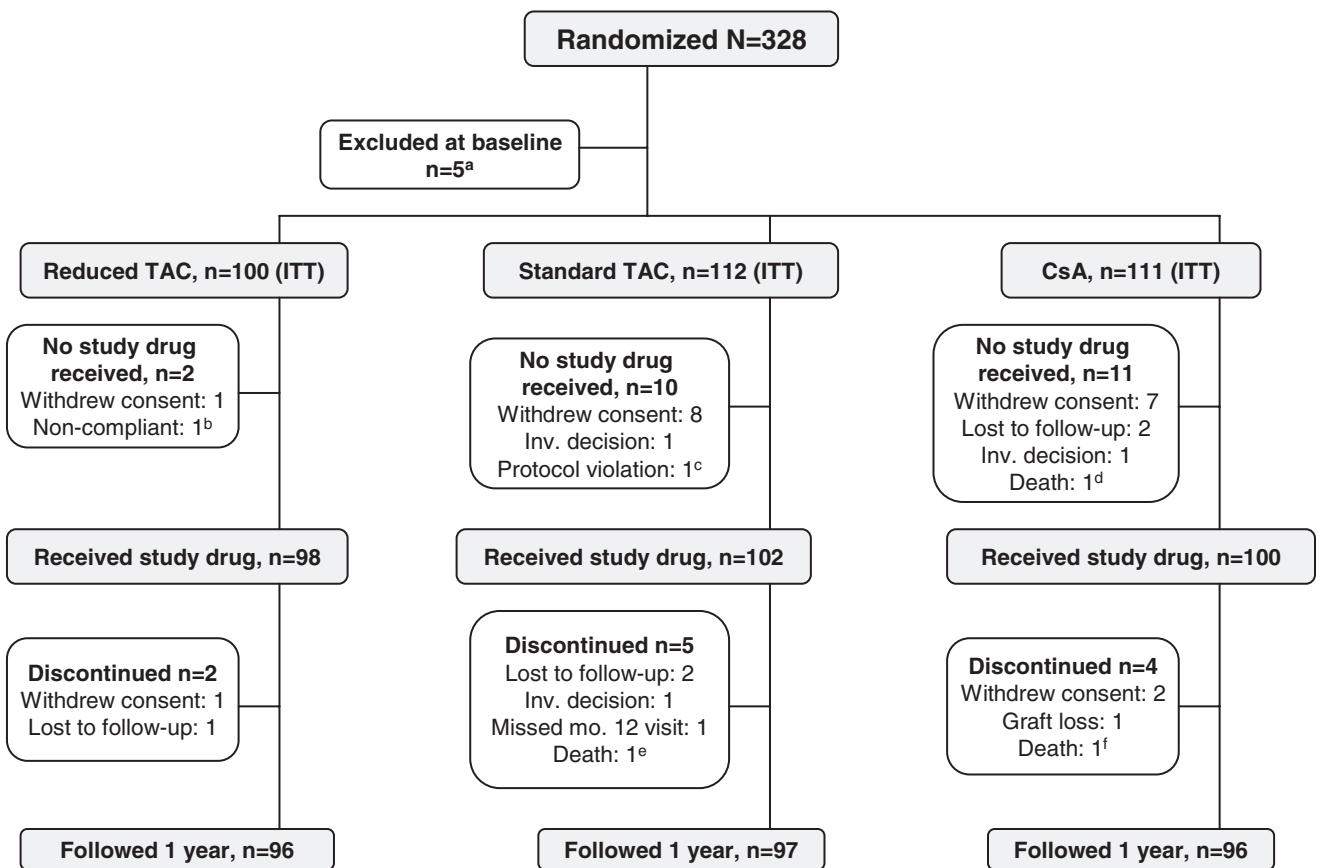 Randomized N=328
Excluded at baseline
n=5ᵃ
Reduced TAC, n=100 (ITT)
Standard TAC, n=112 (ITT)
CsA, n=111 (ITT)
No study drug
received, n=2
Withdrew consent: 1
Non-compliant: 1ᵇ
No study drug
received, n=10
Withdrew consent: 8
Inv. decision: 1
Protocol violation: 1ᶜ
No study drug
received, n=11
Withdrew consent: 7
Lost to follow-up: 2
Inv. decision: 1
Death: 1ᵈ
Received study drug, n=98
Received study drug, n=102
Received study drug, n=100
Discontinued n=2
Withdrew consent: 1
Lost to follow-up: 1
Discontinued n=5
Lost to follow-up: 2
Inv. decision: 1
Missed mo. 12 visit: 1
Death: 1ᵉ
Discontinued n=4
Withdrew consent: 2
Graft loss: 1
Death: 1ᶠ
Followed 1 year, n=96
Followed 1 year, n=97
Followed 1 year, n=96